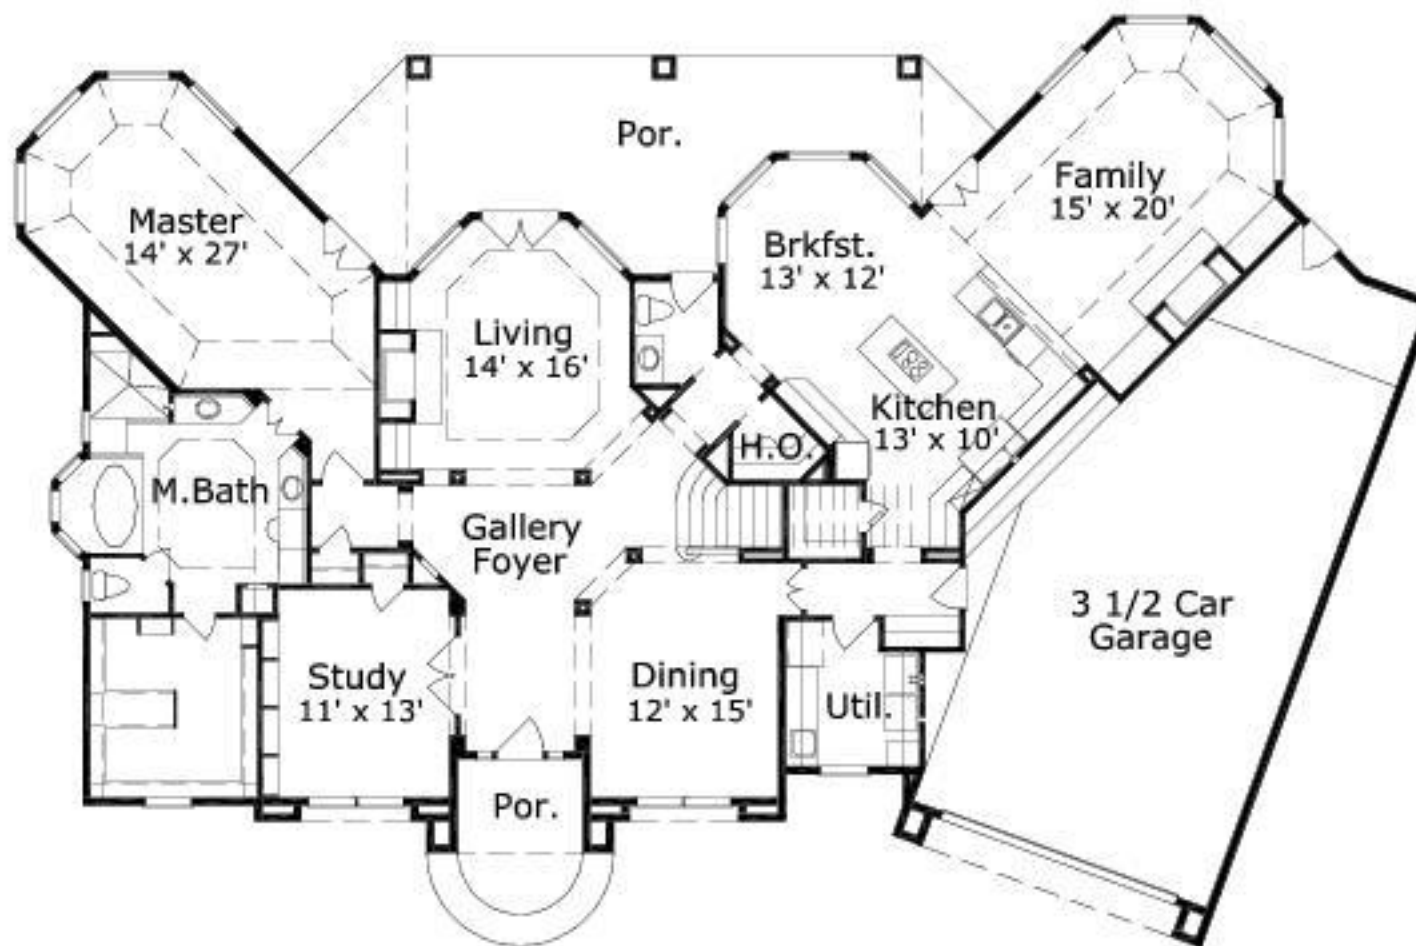 Por.
Family
15' x 20'
Master
14' x 27'
Brkfst.
13' x 12'
Living
14' x 16'
Kitchen
13' x 10'
H.O.
M.Bath
Gallery
Foyer
3 1/2 Car
Garage
Study
11' x 13'
Dining
12' x 15'
Util.
Por.